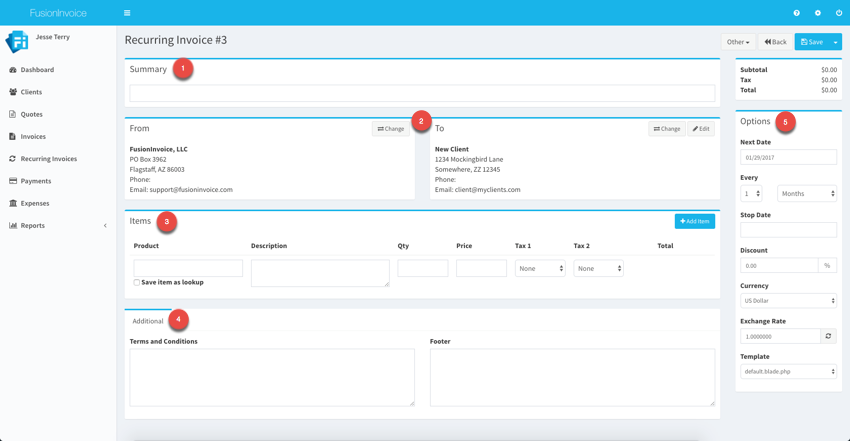 FusionInvoice
Jesse Terry
Dashboard
Clients
Quotes
Invoices
Recurring Invoices
Payments
Expenses
Reports
Recurring Invoice #3
Other
Back
Save
Summary
1
From
Change
2
To
Change
Edit
FusionInvoice, LLC
PO Box 3962
Flagstaff, AZ 86003
Phone:
Email: support@fusioninvoice.com
New Client
1234 Mockingbird Lane
Somewhere, ZZ 12345
Phone:
Email: client@myclients.com
Items
3
Add Item
Product Description Qty Price Tax 1 Tax 2 Total
None None
Save item as lookup
Additional
4
Terms and Conditions
Footer
Subtotal $0.00
Tax $0.00
Total $0.00
Options
5
Next Date
01/29/2017
Every
1 Months
Stop Date
Discount
0.00 %
Currency
US Dollar
Exchange Rate
1.0000000
Template
default.blade.php